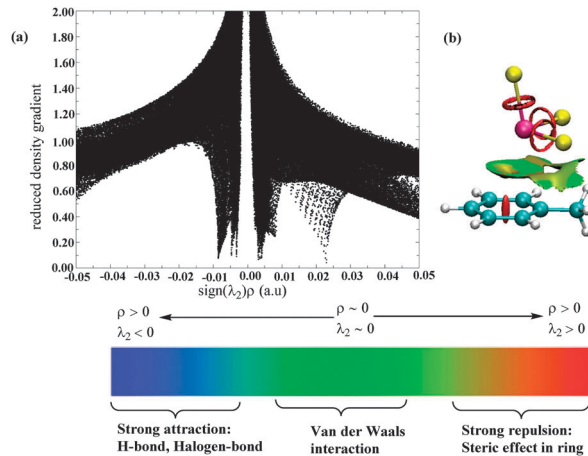 (a)
(b)
2.00
1.80
1.60
1.40
1.20
1.00
0.80
0.60
0.40
0.20
0.00
reduced density gradient
-0.05 -0.04 -0.03 -0.02 -0.01 0.00 0.01 0.02 0.03 0.04 0.05
sign(λ₂)ρ (a.u)
ρ > 0 ρ ~ 0 ρ > 0
λ₂ < 0 λ₂ ~ 0 λ₂ > 0
Strong attraction:
H-bond, Halogen-bond
Van der Waals
interaction
Strong repulsion:
Steric effect in ring